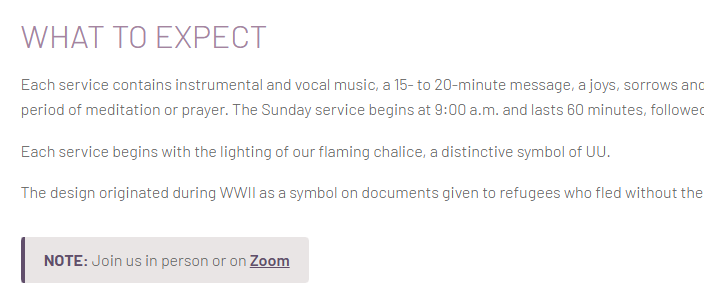 WHAT TO EXPECT
Each service contains instrumental and vocal music, a 15- to 20-minute message, a joys, sorrows and
period of meditation or prayer. The Sunday service begins at 9:00 a.m. and lasts 60 minutes, followed
Each service begins with the lighting of our flaming chalice, a distinctive symbol of UU.
The design originated during WWII as a symbol on documents given to refugees who fled without the
NOTE: Join us in person or on Zoom